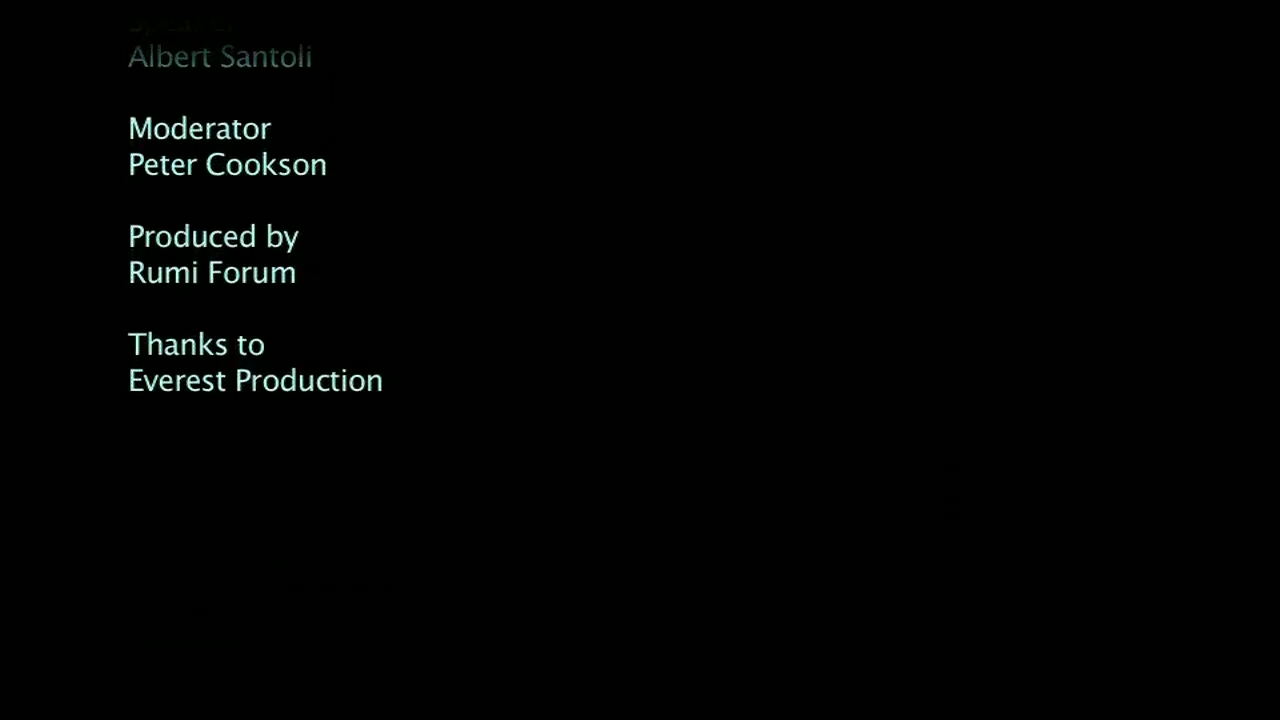 Albert Santoli
Moderator
Peter Cookson
Produced by
Rumi Forum
Thanks to
Everest Production